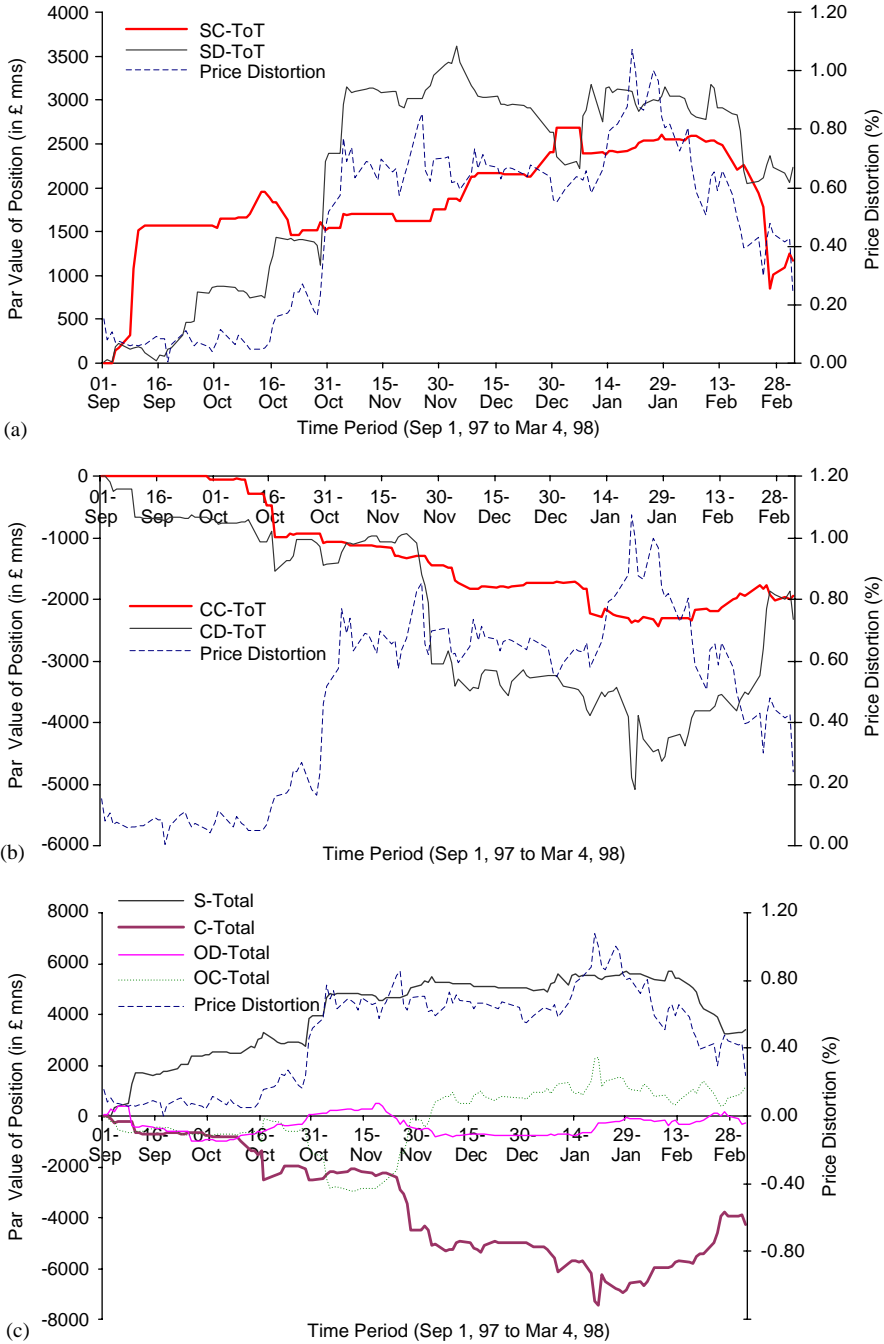 4000
3500
3000
2500
2000
1500
1000
500
0
Par Value of Position (in £ mns)
SC-ToT
SD-ToT
Price Distortion
1.20
1.00
0.80
0.60
0.40
0.20
0.00
Price Distortion (%)
01-Sep 16-Sep 01-Oct 16-Oct 31-Oct 15-Nov 30-Nov 15-Dec 30-Dec 14-Jan 29-Jan 13-Feb 28-Feb
(a)
Time Period (Sep 1, 97 to Mar 4, 98)
0
-1000
-2000
-3000
-4000
-5000
-6000
Par Value of Position (in £ mns)
01-Sep 16-Sep 01-Oct 16-Oct 31-Oct 15-Nov 30-Nov 15-Dec 30-Dec 14-Jan 29-Jan 13-Feb 28-Feb
CC-ToT
CD-ToT
Price Distortion
1.20
1.00
0.80
0.60
0.40
0.20
0.00
Price Distortion (%)
(b)
Time Period (Sep 1, 97 to Mar 4, 98)
8000
6000
4000
2000
0
-2000
-4000
-6000
-8000
Par Value of Position (in £ mns)
S-Total
C-Total
OD-Total
OC-Total
Price Distortion
1.20
0.80
0.40
0.00
-0.40
-0.80
Price Distortion (%)
01-Sep 16-Sep 01-Oct 16-Oct 31-Oct 15-Nov 30-Nov 15-Dec 30-Dec 14-Jan 29-Jan 13-Feb 28-Feb
(c)
Time Period (Sep 1, 97 to Mar 4, 98)